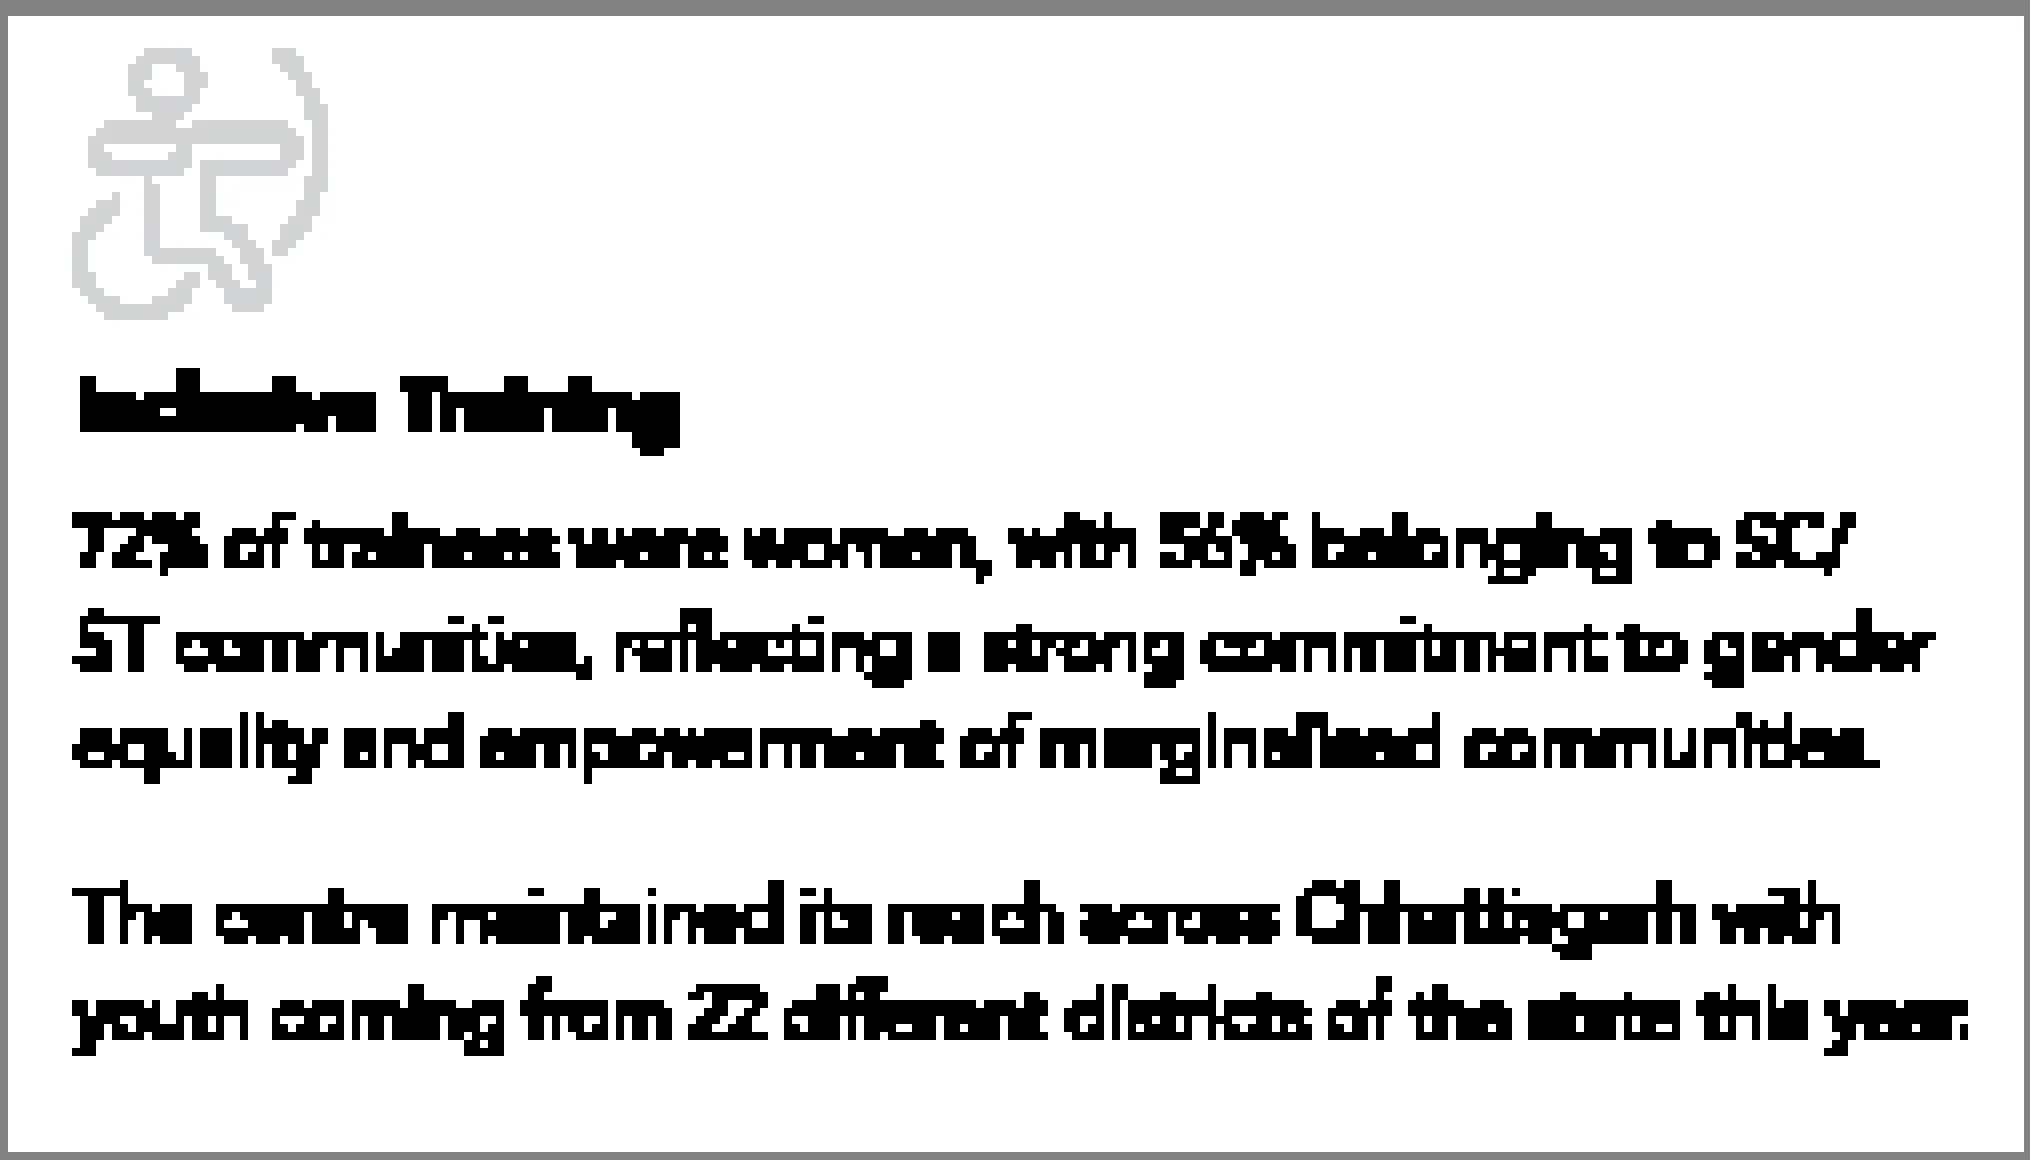 Inclusive Training
72% of trainees were women, with 56% belonging to SC/
ST communities, reflecting a strong commitment to gender
equality and empowerment of marginalised communities.
The centre maintained its reach across Chhattisgarh with
youth coming from 22 different districts of the state this year.